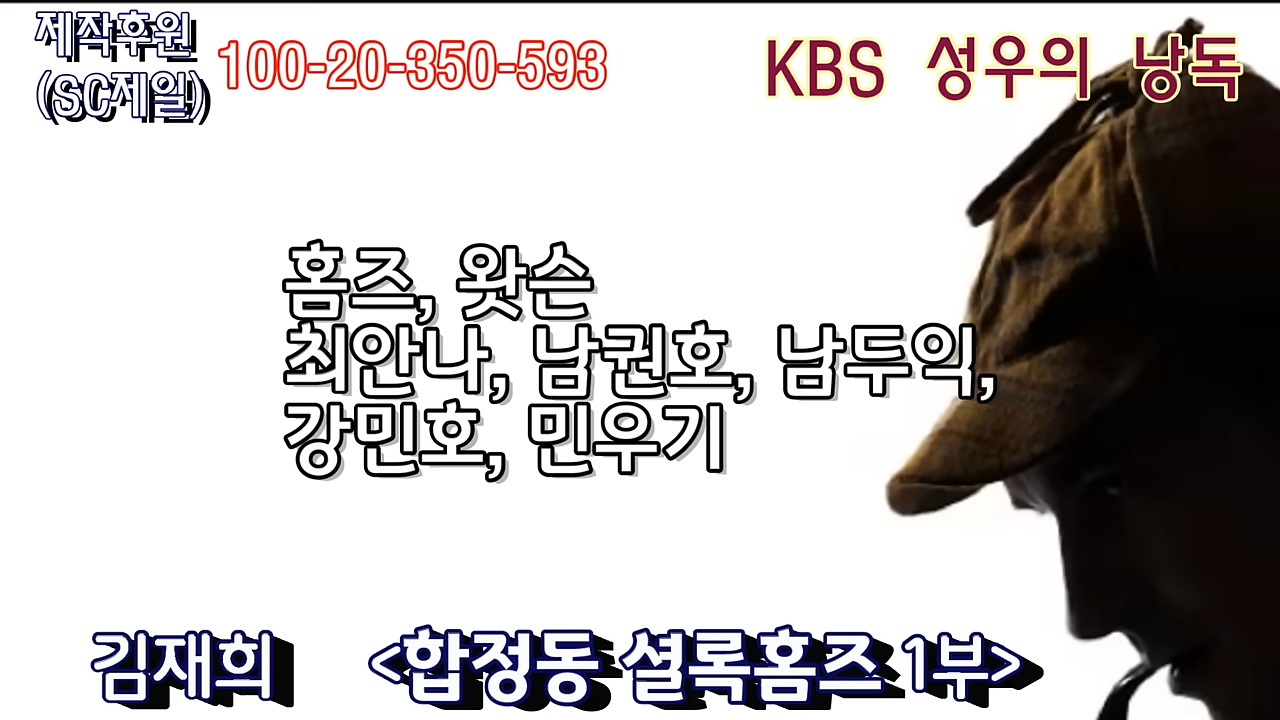 제작후원
(SC제일)
100-20-350-593
KBS 성우의 낭독
홈즈, 왓슨
최안나, 남권호, 남두익,
강민호, 민우기
김재희 <합정동 셜록홈즈 1부>